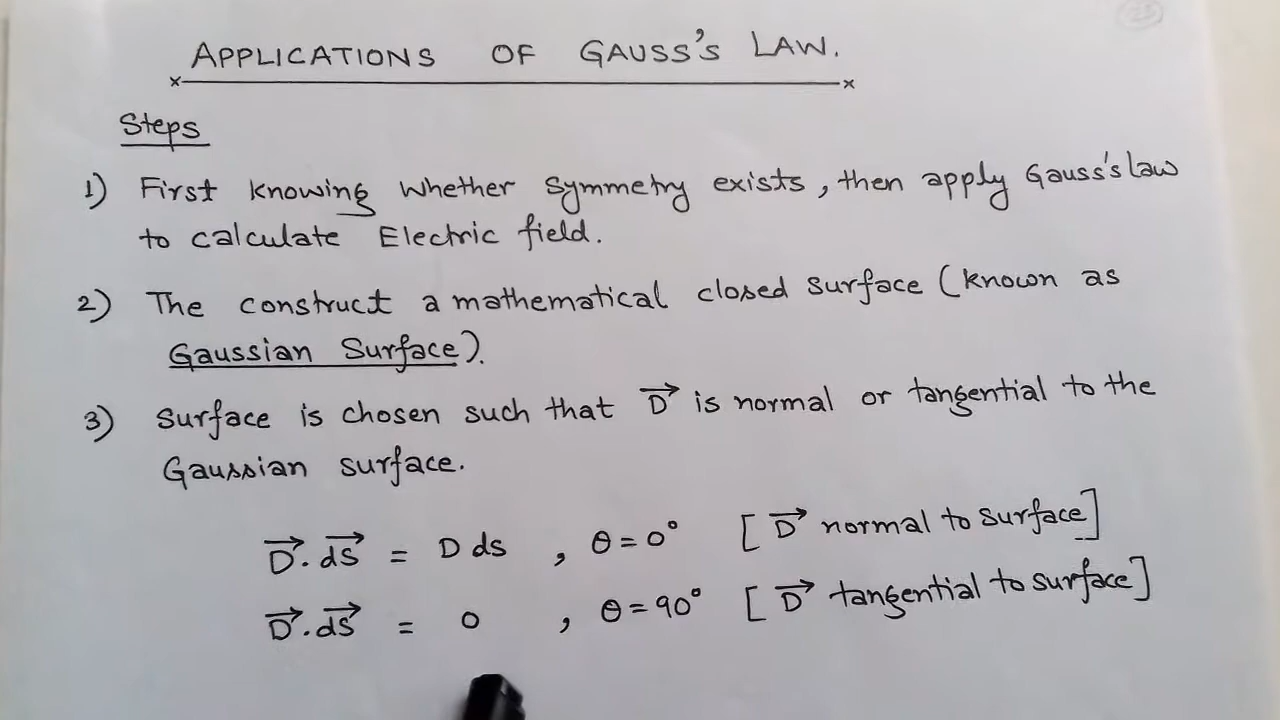 APPLICATIONS OF GAUSS's LAW.
Steps
1) First knowing whether symmetry exists, then apply Gauss's law
to calculate Electric field.
2) The construct a mathematical closed surface (known as
Gaussian Surface).
3) Surface is chosen such that D⃗ is normal or tangential to the
Gaussian surface.
D⃗. ds⃗ = D ds , θ = 0° [ D⃗ normal to surface]
D⃗. ds⃗ = 0 , θ = 90° [ D⃗ tangential to surface]